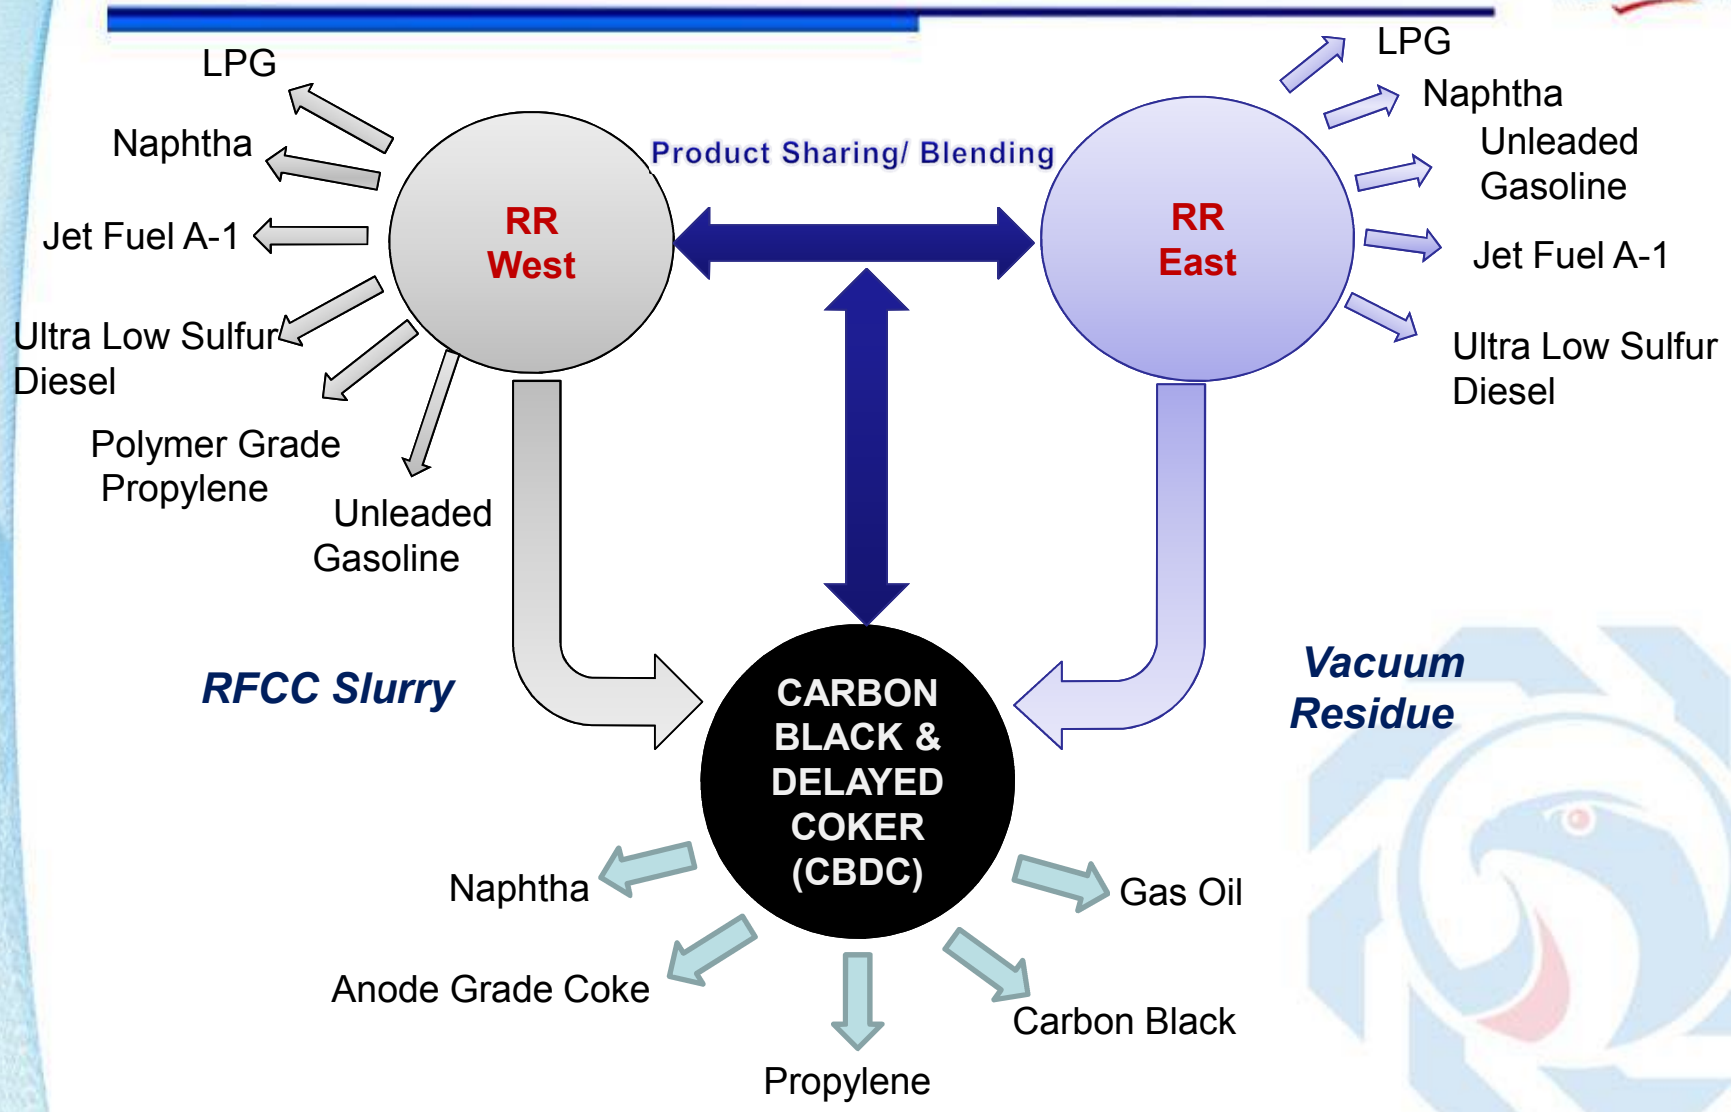 LPG
Naphtha
Jet Fuel A-1
Ultra Low Sulfur
Diesel
Polymer Grade
Propylene
Unleaded
Gasoline
RR
West
Product Sharing/ Blending
RR
East
LPG
Naphtha
Unleaded
Gasoline
Jet Fuel A-1
Ultra Low Sulfur
Diesel
RFCC Slurry
Vacuum
Residue
CARBON
BLACK &
DELAYED
COKER
(CBDC)
Naphtha
Anode Grade Coke
Propylene
Carbon Black
Gas Oil